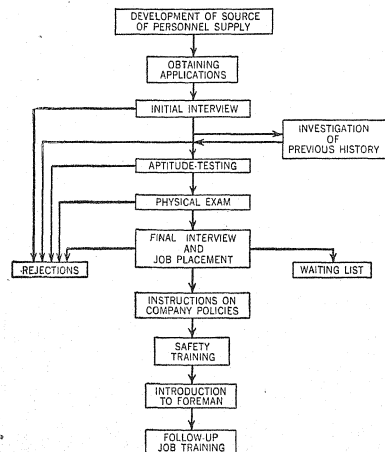 DEVELOPMENT OF SOURCE
OF PERSONNEL SUPPLY
OBTAINING
APPLICATIONS
INITIAL INTERVIEW
INVESTIGATION
OF
PREVIOUS HISTORY
APTITUDE-TESTING
PHYSICAL EXAM
FINAL INTERVIEW
AND
JOB PLACEMENT
REJECTIONS
WAITING LIST
INSTRUCTIONS ON
COMPANY POLICIES
SAFETY
TRAINING
INTRODUCTION
TO FOREMAN
FOLLOW-UP
JOB TRAINING